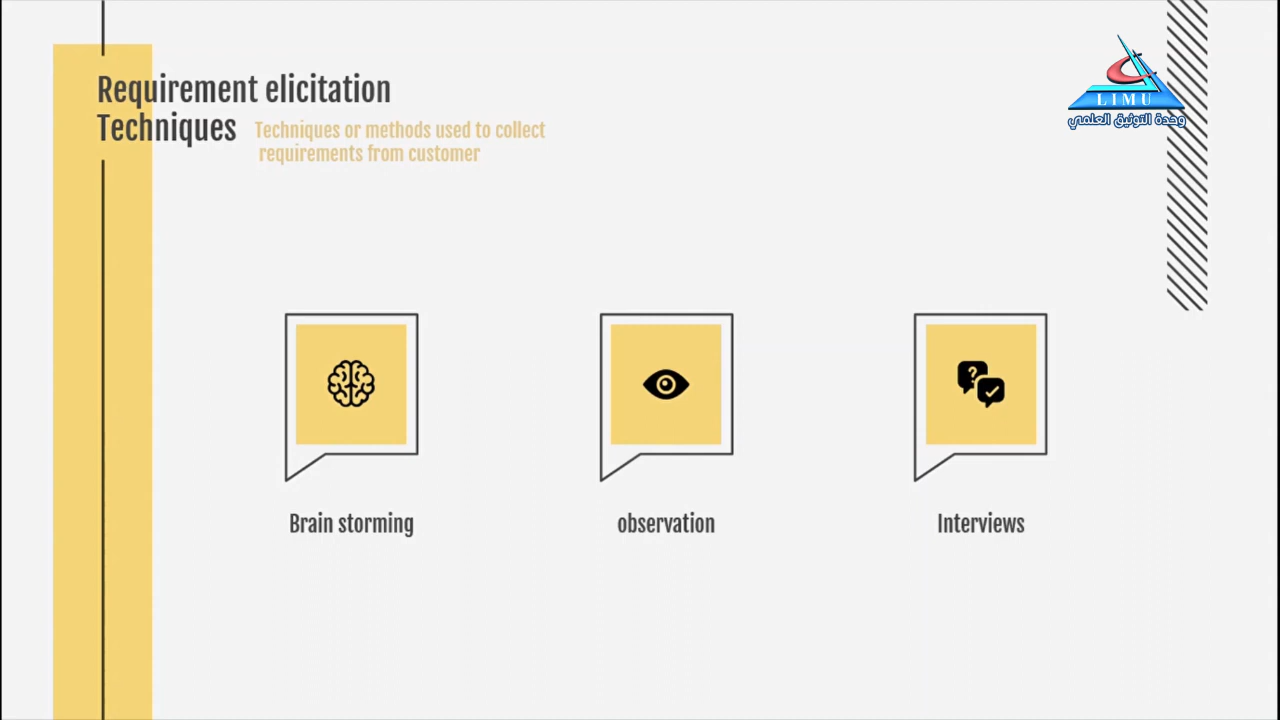 Requirement elicitation
Techniques
Techniques or methods used to collect
requirements from customer
LIMU
وحدة التوثيق العلمي
?
Brain storming
observation
Interviews